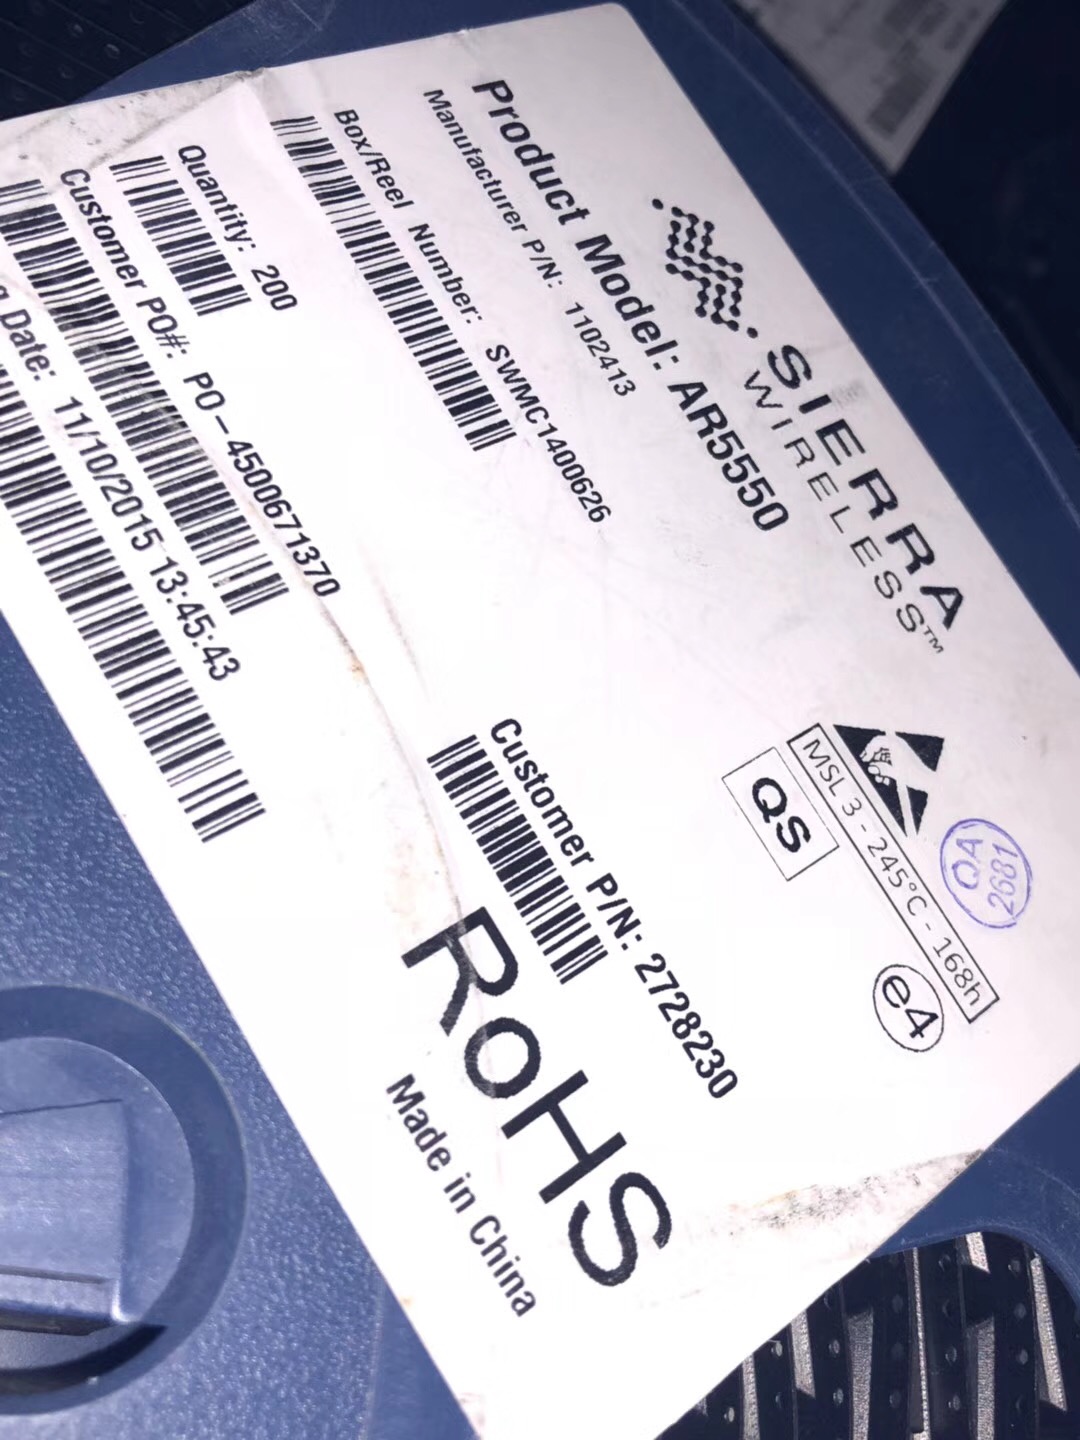 SIERRA
WIRELESS™
Product Model: AR5550
Manufacturer P/N: 1102413
Box/Reel Number: SWMC1400626
Quantity: 200
Customer PO#: PO-4500671370
Date: 11/10/2015 13:45:43
MSL 3 - 245°C - 168h
QS
QA
2681
e4
Customer P/N: 2728230
RoHS
Made in China